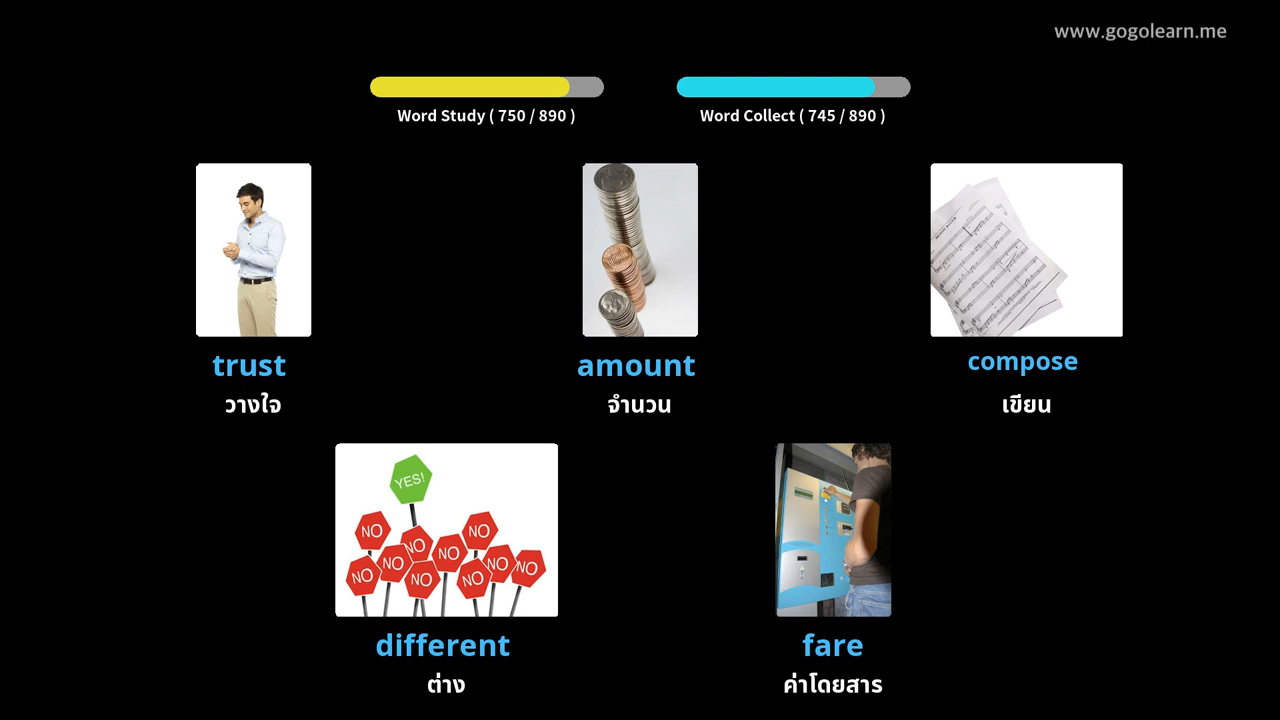 www.gogolearn.me
Word Study ( 750 / 890 )
Word Collect ( 745 / 890 )
trust
วางใจ
amount
จำนวน
compose
เขียน
YES!
NO
NO
NO
NO
NO
NO
NO
NO
NO
NO
different
ต่าง
fare
ค่าโดยสาร